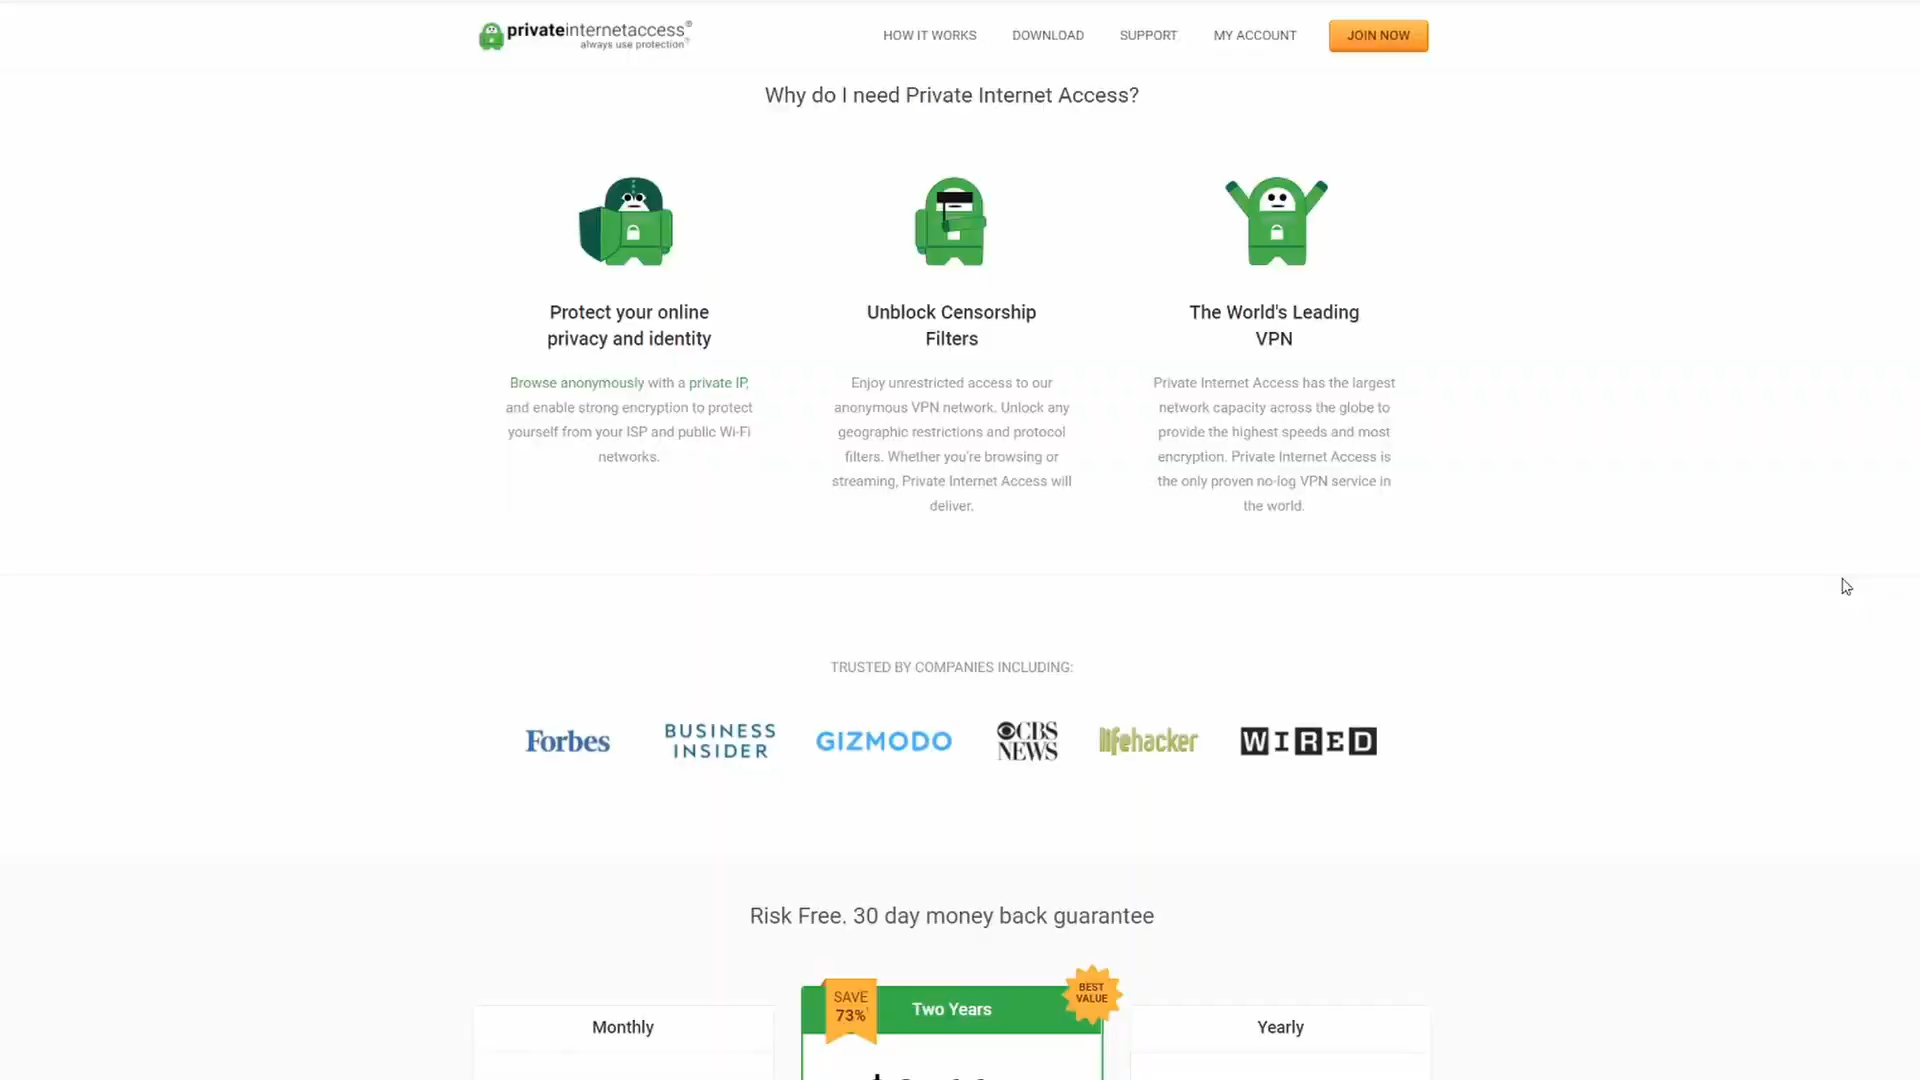 privateinternetaccess®
always use protection®
HOW IT WORKS
DOWNLOAD
SUPPORT
MY ACCOUNT
JOIN NOW
Why do I need Private Internet Access?
Protect your online
privacy and identity
Browse anonymously with a private IP,
and enable strong encryption to protect
yourself from your ISP and public Wi-Fi
networks.
Unblock Censorship
Filters
Enjoy unrestricted access to our
anonymous VPN network. Unlock any
geographic restrictions and protocol
filters. Whether you're browsing or
streaming, Private Internet Access will
deliver.
The World's Leading
VPN
Private Internet Access has the largest
network capacity across the globe to
provide the highest speeds and most
encryption. Private Internet Access is
the only proven no-log VPN service in
the world.
TRUSTED BY COMPANIES INCLUDING:
Forbes
BUSINESS
INSIDER
GIZMODO
CBS
NEWS
lifehacker
WIRED
Risk Free. 30 day money back guarantee
Monthly
SAVE
73%
Two Years
BEST
VALUE
Yearly